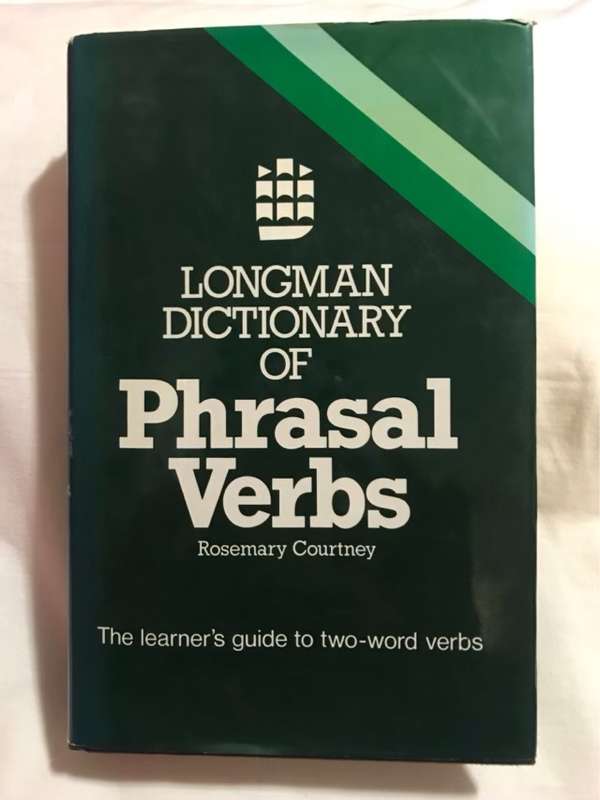 LONGMAN
DICTIONARY
OF
Phrasal
Verbs
Rosemary Courtney
The learner's guide to two-word verbs